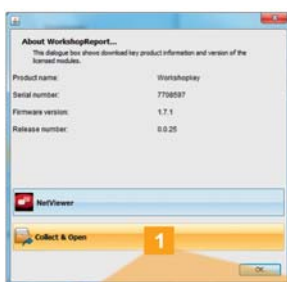 About WorkshopReport...
This dialogue box shows download key product information and version of the
licensed modules.
Product name: Workshopkey
Serial number: 7708597
Firmware version: 1.7.1
Release number: 0.0.25
NetViewer
Collect & Open
1
OK